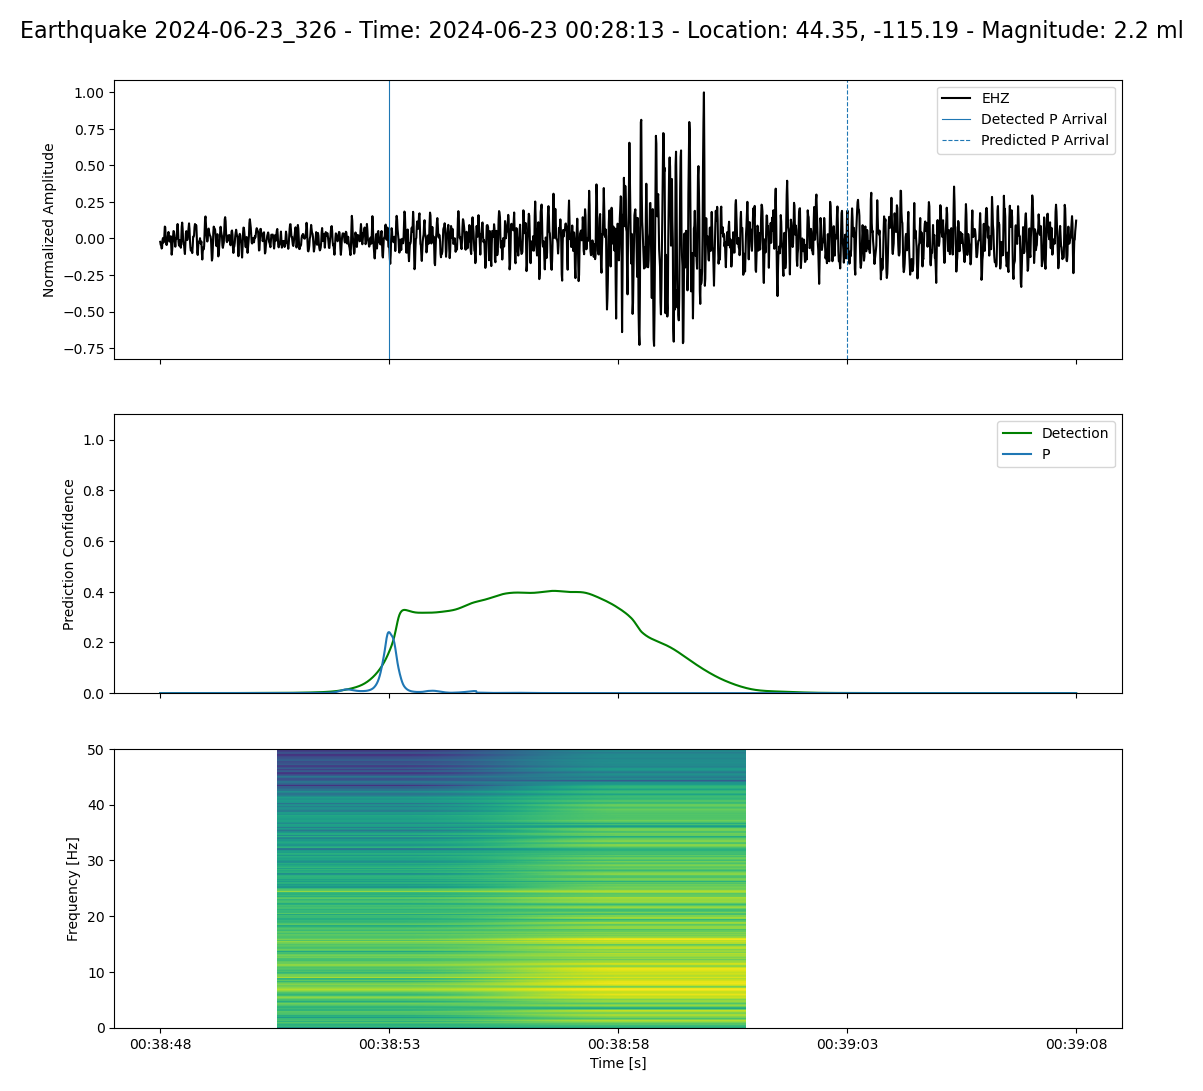 Earthquake 2024-06-23_326 - Time: 2024-06-23 00:28:13 - Location: 44.35, -115.19 - Magnitude: 2.2 ml
Normalized Amplitude
1.00
0.75
0.50
0.25
0.00
−0.25
−0.50
−0.75
EHZ
Detected P Arrival
Predicted P Arrival
Prediction Confidence
1.0
0.8
0.6
0.4
0.2
0.0
Detection
P
Frequency [Hz]
50
40
30
20
10
0
00:38:48 00:38:53 00:38:58 00:39:03 00:39:08
Time [s]